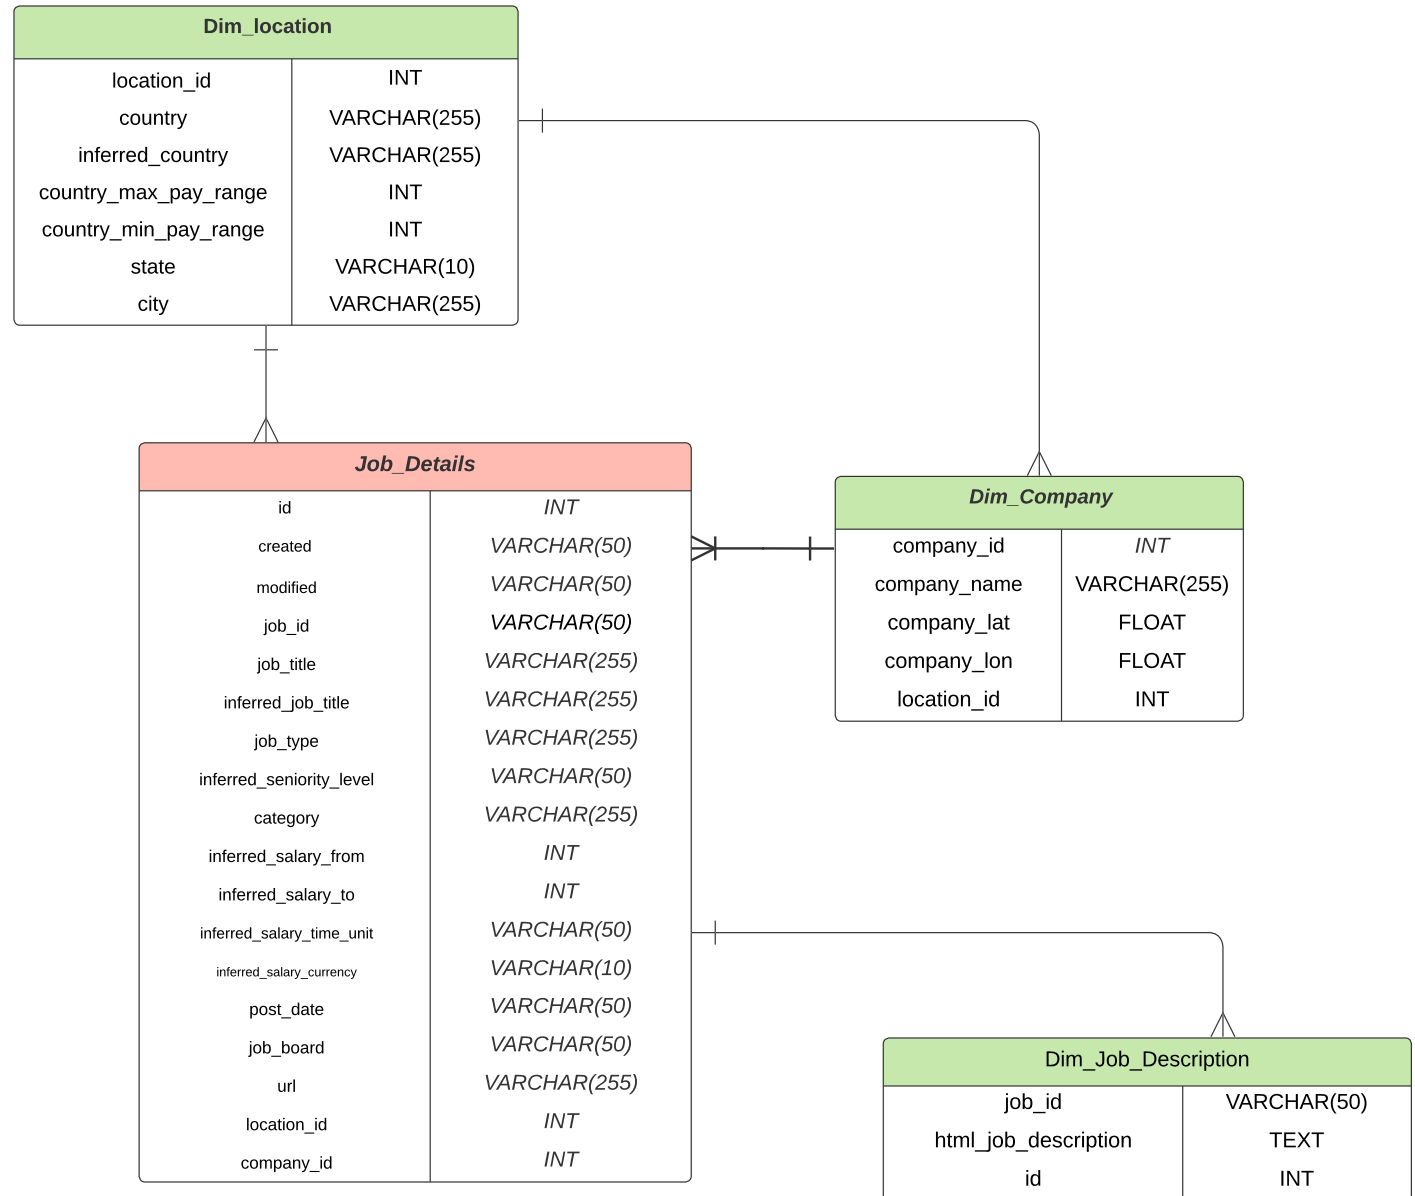 Dim_location
location_id INT
country VARCHAR(255)
inferred_country VARCHAR(255)
country_max_pay_range INT
country_min_pay_range INT
state VARCHAR(10)
city VARCHAR(255)
Job_Details
id INT
created VARCHAR(50)
modified VARCHAR(50)
job_id VARCHAR(50)
job_title VARCHAR(255)
inferred_job_title VARCHAR(255)
job_type VARCHAR(255)
inferred_seniority_level VARCHAR(50)
category VARCHAR(255)
inferred_salary_from INT
inferred_salary_to INT
inferred_salary_time_unit VARCHAR(50)
inferred_salary_currency VARCHAR(10)
post_date VARCHAR(50)
job_board VARCHAR(50)
url VARCHAR(255)
location_id INT
company_id INT
Dim_Company
company_id INT
company_name VARCHAR(255)
company_lat FLOAT
company_lon FLOAT
location_id INT
Dim_Job_Description
job_id VARCHAR(50)
html_job_description TEXT
id INT